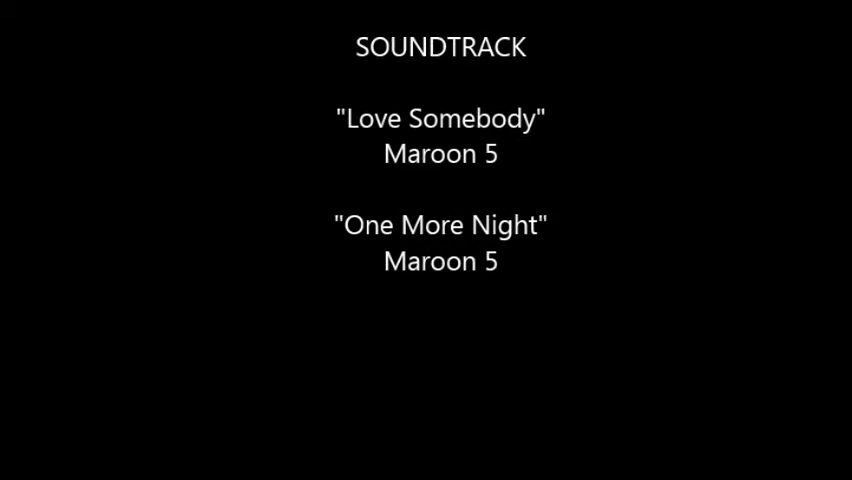 SOUNDTRACK
"Love Somebody"
Maroon 5
"One More Night"
Maroon 5